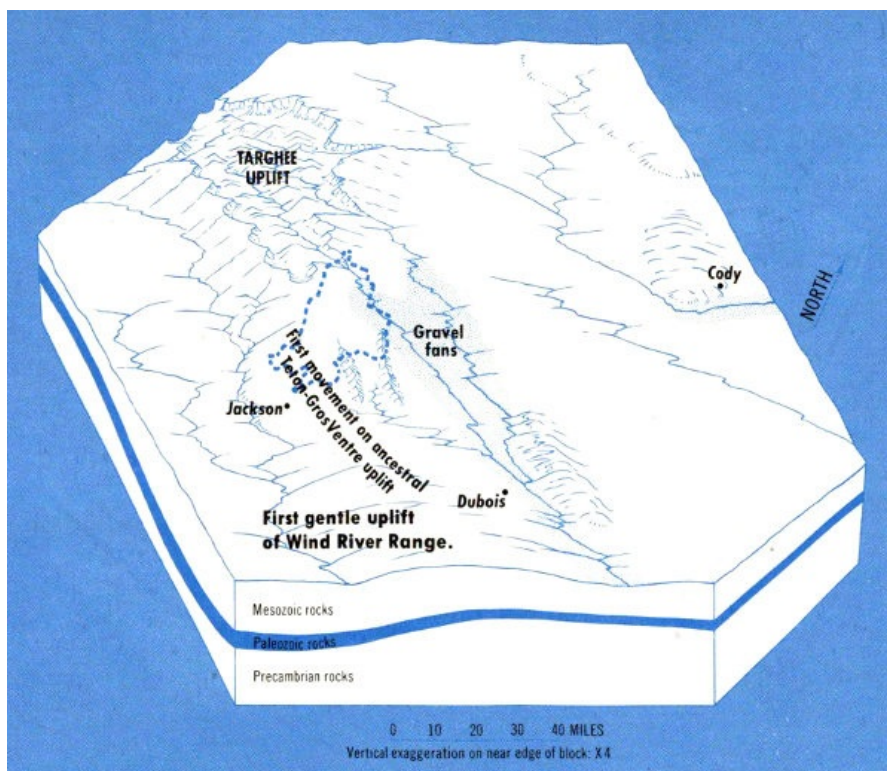 TARGHEE
UPLIFT
Cody
NORTH
Gravel
fans
First movement on ancestral
Teton-GrosVentre uplift
Jackson
Dubois
First gentle uplift
of Wind River Range.
Mesozoic rocks
Paleozoic rocks
Precambrian rocks
0 10 20 30 40 MILES
Vertical exaggeration on near edge of block: X4